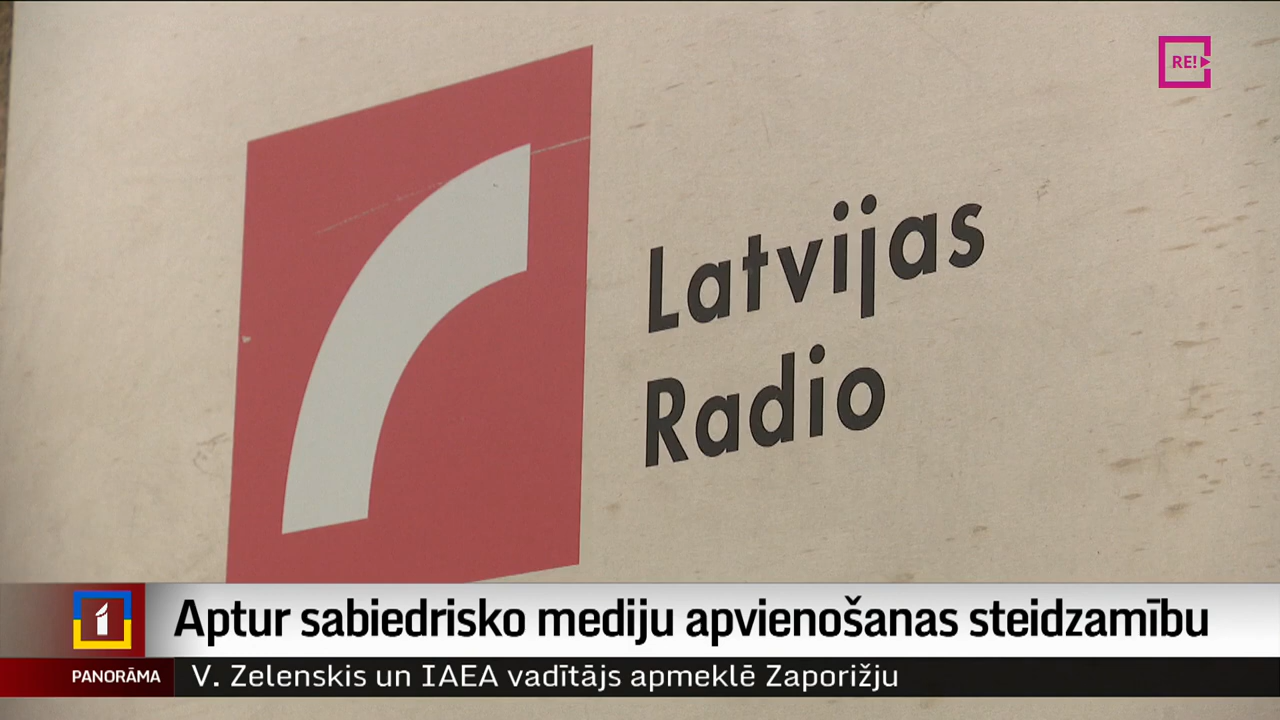 RE!
Latvijas
Radio
1
Aptur sabiedrisko mediju apvienošanas steidzamību
PANORĀMA
V. Zelenskis un IAEA vadītājs apmeklē Zaporižju